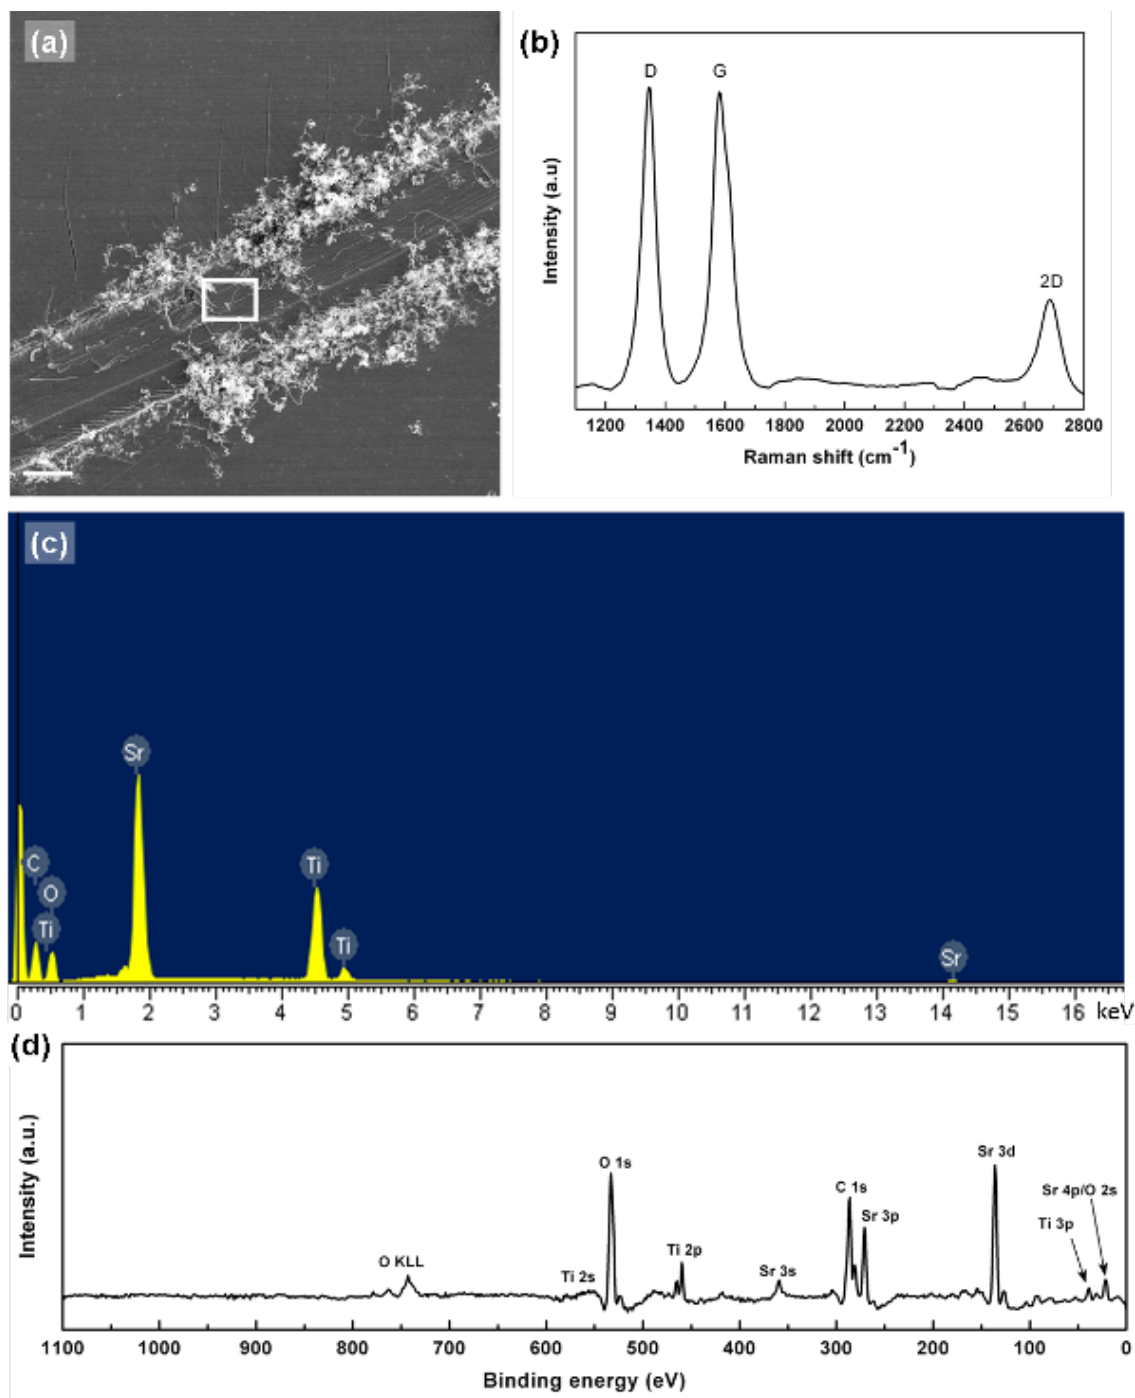 (a)
(b)
D
G
2D
Intensity (a.u)
1200 1400 1600 1800 2000 2200 2400 2600 2800
Raman shift (cm⁻¹)
(c)
Sr
C
O
Ti
Ti
Ti
Sr
0 1 2 3 4 5 6 7 8 9 10 11 12 13 14 15 16 keV
(d)
Intensity (a.u.)
O KLL
Ti 2s
O 1s
Ti 2p
Sr 3s
C 1s
Sr 3p
Sr 3d
Sr 4p/O 2s
Ti 3p
1100 1000 900 800 700 600 500 400 300 200 100 0
Binding energy (eV)